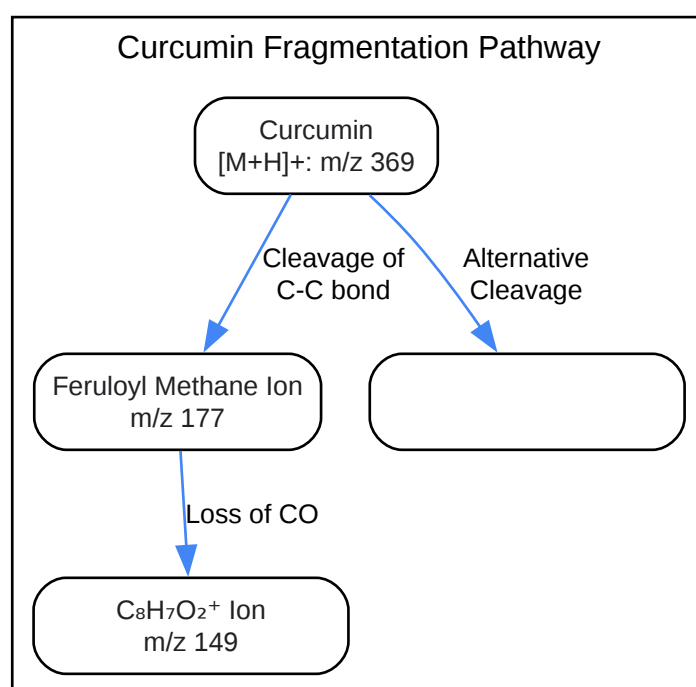 Curcumin Fragmentation Pathway
Curcumin
[M+H]+: m/z 369
Cleavage of
C-C bond
Alternative
Cleavage
Feruloyl Methane Ion
m/z 177
Loss of CO
C₈H₇O₂⁺ Ion
m/z 149